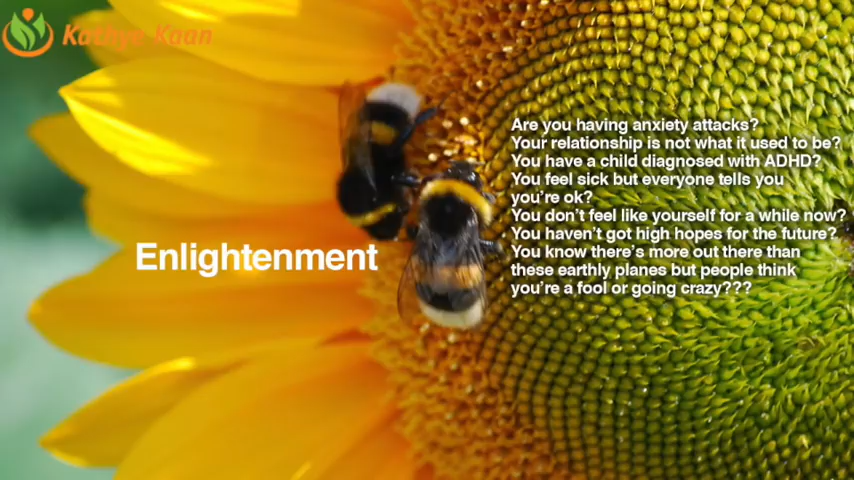 Kathye Kaan
Enlightenment
Are you having anxiety attacks?
Your relationship is not what it used to be?
You have a child diagnosed with ADHD?
You feel sick but everyone tells you
you're ok?
You don't feel like yourself for a while now?
You haven't got high hopes for the future?
You know there's more out there than
these earthly planes but people think
you're a fool or going crazy???